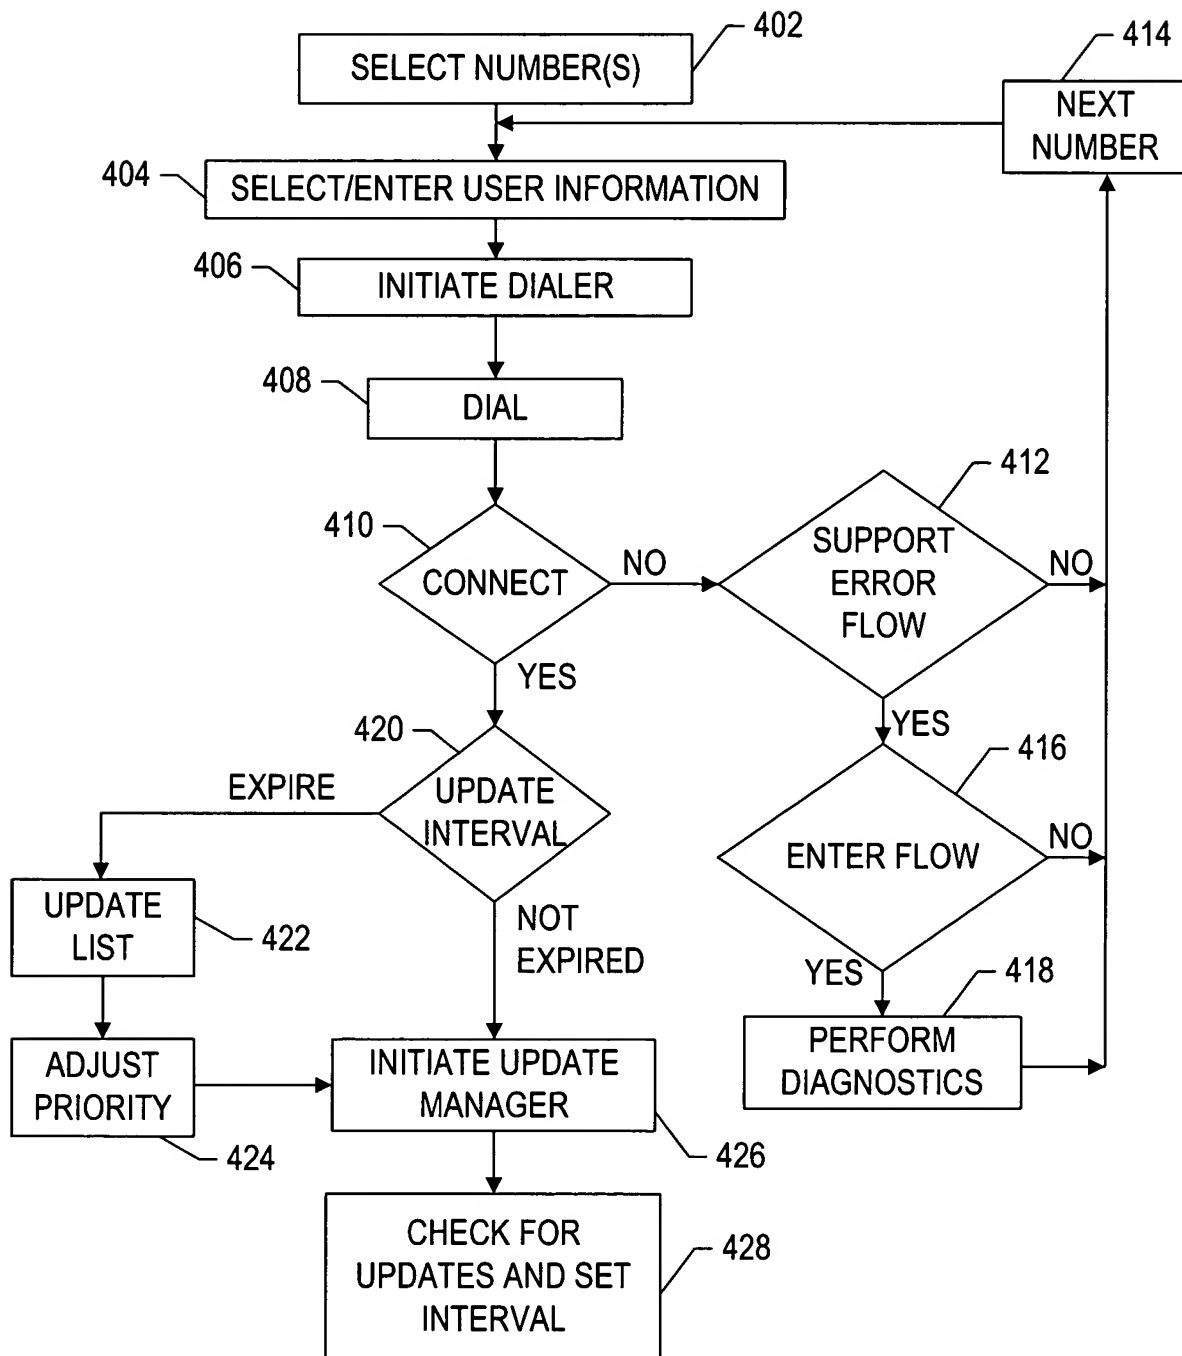 402
SELECT NUMBER(S)
414
NEXT
NUMBER
404
SELECT/ENTER USER INFORMATION
406
INITIATE DIALER
408
DIAL
410
CONNECT
NO
YES
412
SUPPORT
ERROR
FLOW
NO
YES
420
UPDATE
INTERVAL
EXPIRE
NOT
EXPIRED
416
ENTER FLOW
NO
YES
UPDATE
LIST
422
418
PERFORM
DIAGNOSTICS
ADJUST
PRIORITY
424
INITIATE UPDATE
MANAGER
426
CHECK FOR
UPDATES AND SET
INTERVAL
428